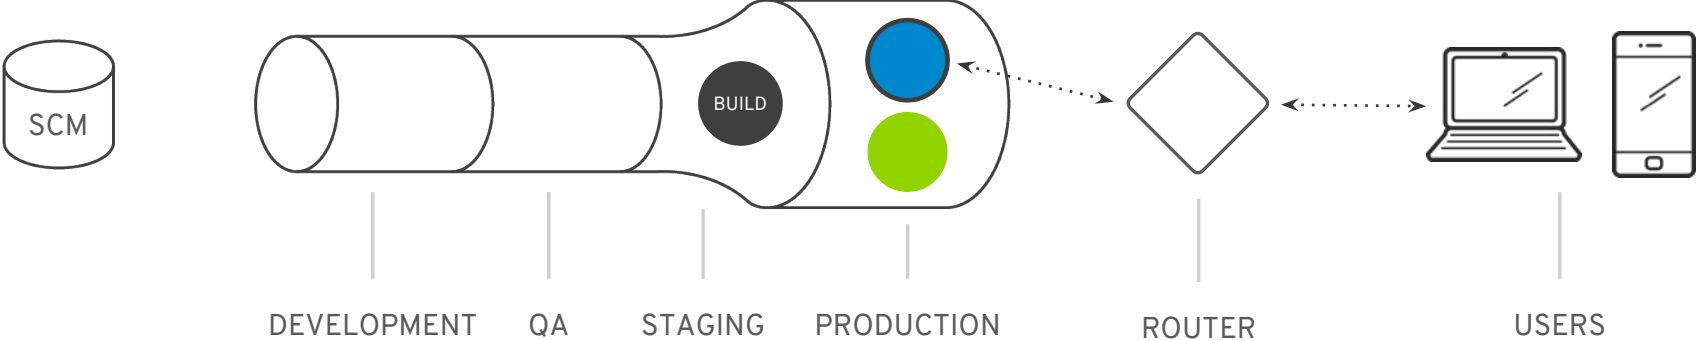 SCM
BUILD
DEVELOPMENT
QA
STAGING
PRODUCTION
ROUTER
USERS